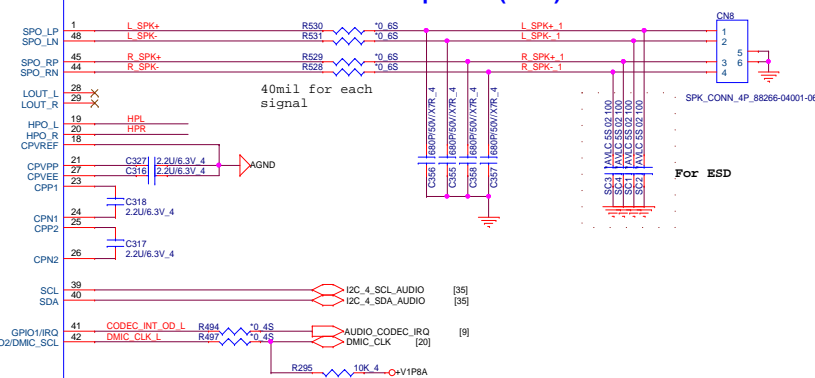 CN8
SPO_LP 1 L_SPK+ R530 *0_6S L_SPK+_1 1
SPO_LN 48 L_SPK- R531 *0_6S L_SPK-_1 2
5
SPO_RP 45 R_SPK+ R529 *0_6S R_SPK+_1 3 6
SPO_RN 44 R_SPK- R528 *0_6S R_SPK-_1 4
LOUT_L 28
LOUT_R 29
40mil for each
signal
SPK_CONN_4P_88266-04001-06
HPO_L 19 HPL
HPO_R 20 HPR
CPVREF 18
CPVPP 21 C327 2.2U/6.3V_4
CPVEE 27 C316 2.2U/6.3V_4
AGND
CPP1 23
C318
2.2U/6.3V_4
CPN1 24
CPP2 25
C317
2.2U/6.3V_4
CPN2 26
C356 680P/50V/X7R_4
C355 680P/50V/X7R_4
C358 680P/50V/X7R_4
C357 680P/50V/X7R_4
SC3 *AVLC 5S 02 100
SC4 *AVLC 5S 02 100
SC1 *AVLC 5S 02 100
SC2 *AVLC 5S 02 100
For ESD
SCL 39 I2C_4_SCL_AUDIO [35]
SDA 40 I2C_4_SDA_AUDIO [35]
GPIO1/IRQ 41 CODEC_INT_OD_L R494 *0_4S AUDIO_CODEC_IRQ [9]
O2/DMIC_SCL 42 DMIC_CLK_L R497 *0_4S DMIC_CLK [20]
R295 10K_4 +V1P8A